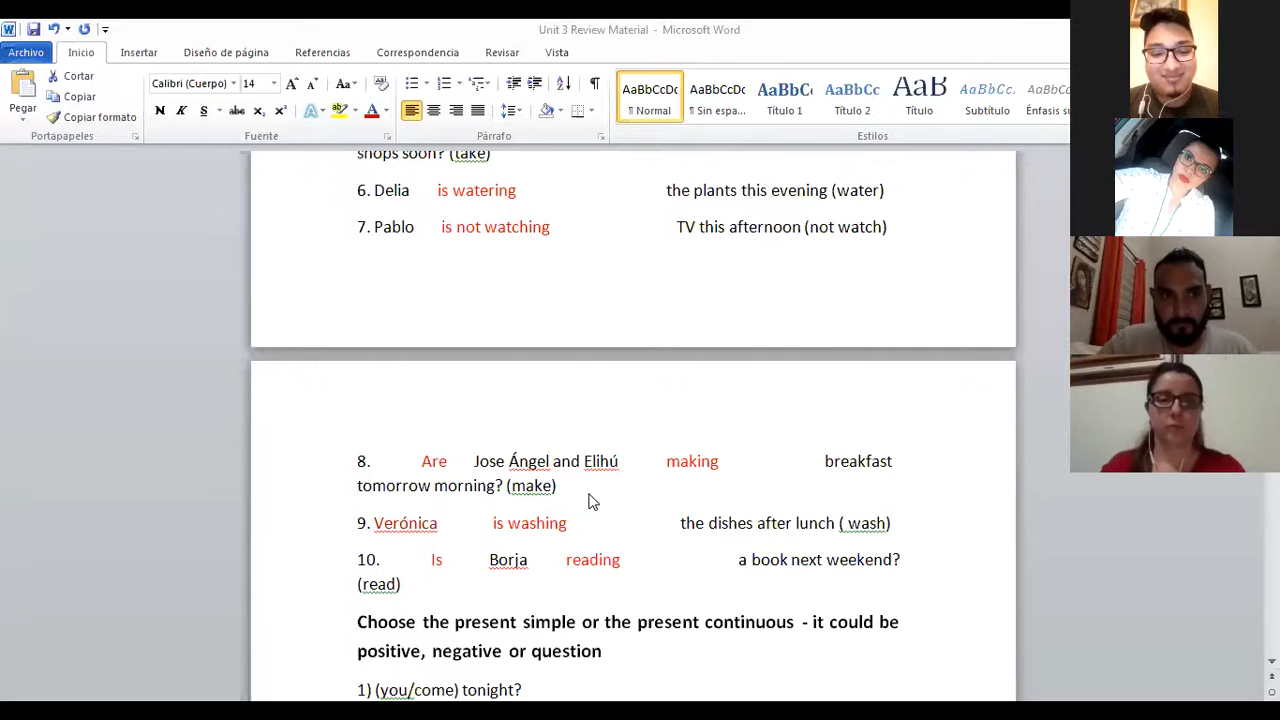 Unit 3 Review Material - Microsoft Word
Archivo Inicio Insertar Diseño de página Referencias Correspondencia Revisar Vista
Pegar
Cortar
Copiar
Copiar formato
Portapapeles
Calibri (Cuerpo) 14
Fuente
Párrafo
AaBbCcDc AaBbCcDc AaBbC AaBbCc AaB AaBbCc. AaBbCc
¶ Normal ¶ Sin espa... Título 1 Título 2 Título Subtítulo Énfasis su
Estilos
shops soon? (take)
6. Delia is watering the plants this evening (water)
7. Pablo is not watching TV this afternoon (not watch)
8. Are Jose Ángel and Elihú making breakfast
tomorrow morning? (make)
9. Verónica is washing the dishes after lunch ( wash)
10. Is Borja reading a book next weekend?
(read)
Choose the present simple or the present continuous - it could be
positive, negative or question
1) (you/come) tonight?